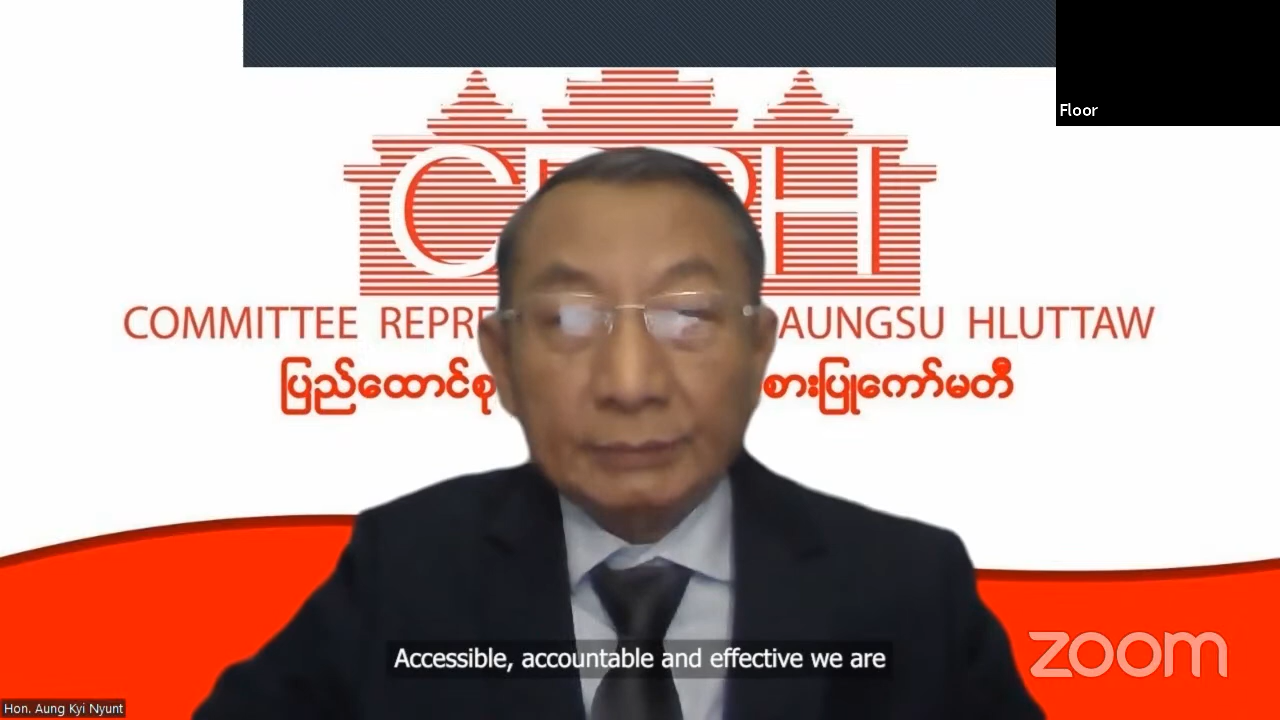 Floor
COMMITTEE REPRE AUNGSU HLUTTAW
ပြည်ထောင်စု စားပြုကော်မတီ
Accessible, accountable and effective we are
zoom
Hon. Aung Kyi Nyunt